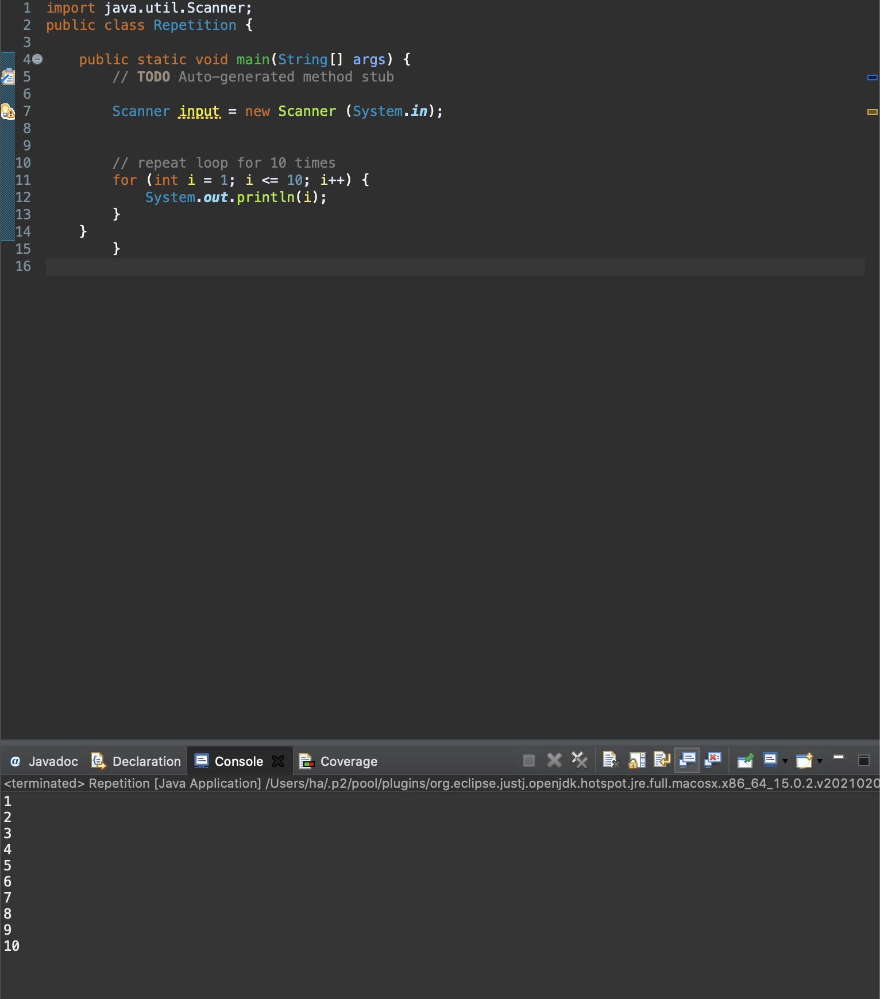 1 import java.util.Scanner;
2 public class Repetition {
3
4 public static void main(String[] args) {
5 // TODO Auto-generated method stub
6
7 Scanner input = new Scanner (System.in);
8
9
10 // repeat loop for 10 times
11 for (int i = 1; i <= 10; i++) {
12 System.out.println(i);
13 }
14 }
15 }
16
@ Javadoc Declaration Console Coverage
<terminated> Repetition [Java Application] /Users/ha/.p2/pool/plugins/org.eclipse.justj.openjdk.hotspot.jre.full.macosx.x86_64_15.0.2.v2021020
1
2
3
4
5
6
7
8
9
10